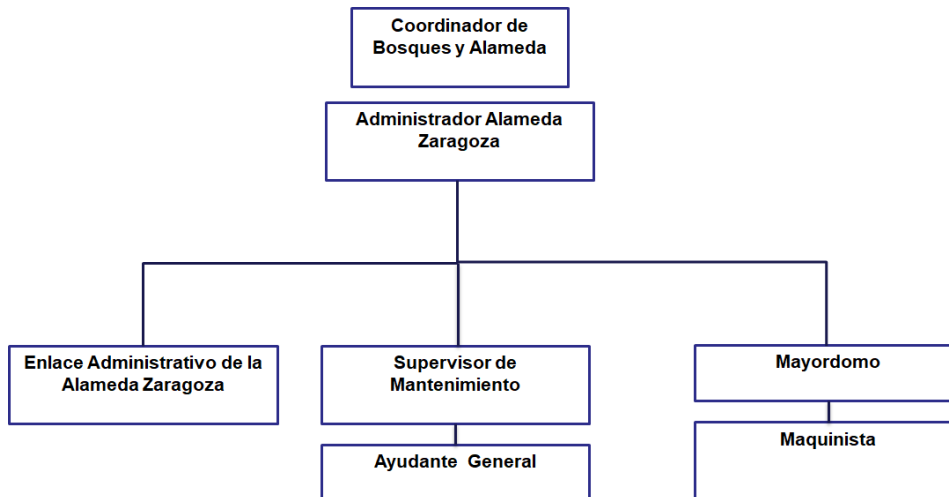 Coordinador de
Bosques y Alameda
Administrador Alameda
Zaragoza
Enlace Administrativo de la
Alameda Zaragoza
Supervisor de
Mantenimiento
Mayordomo
Ayudante General
Maquinista